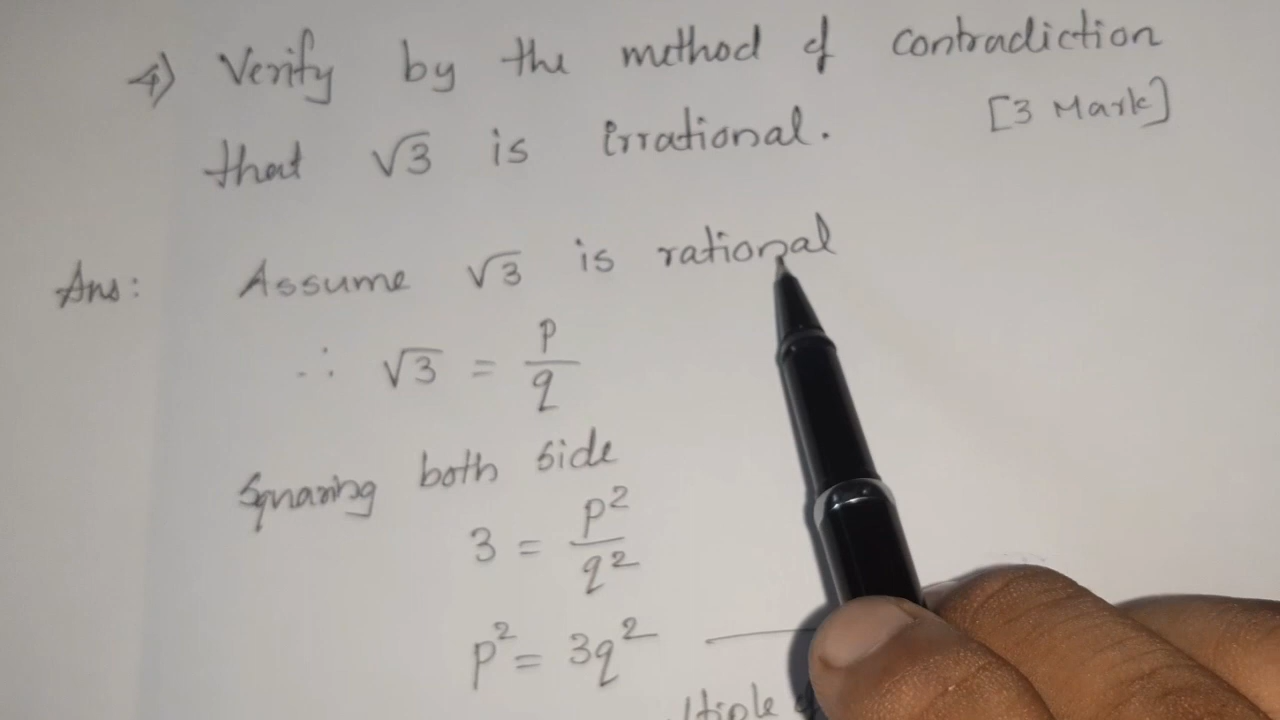 4) Verify by the method of contradiction
that √3 is irrational. [3 Mark]
Ans: Assume √3 is rational
∴ √3 = p/q
Squaring both side
3 = p²/q²
p² = 3q²